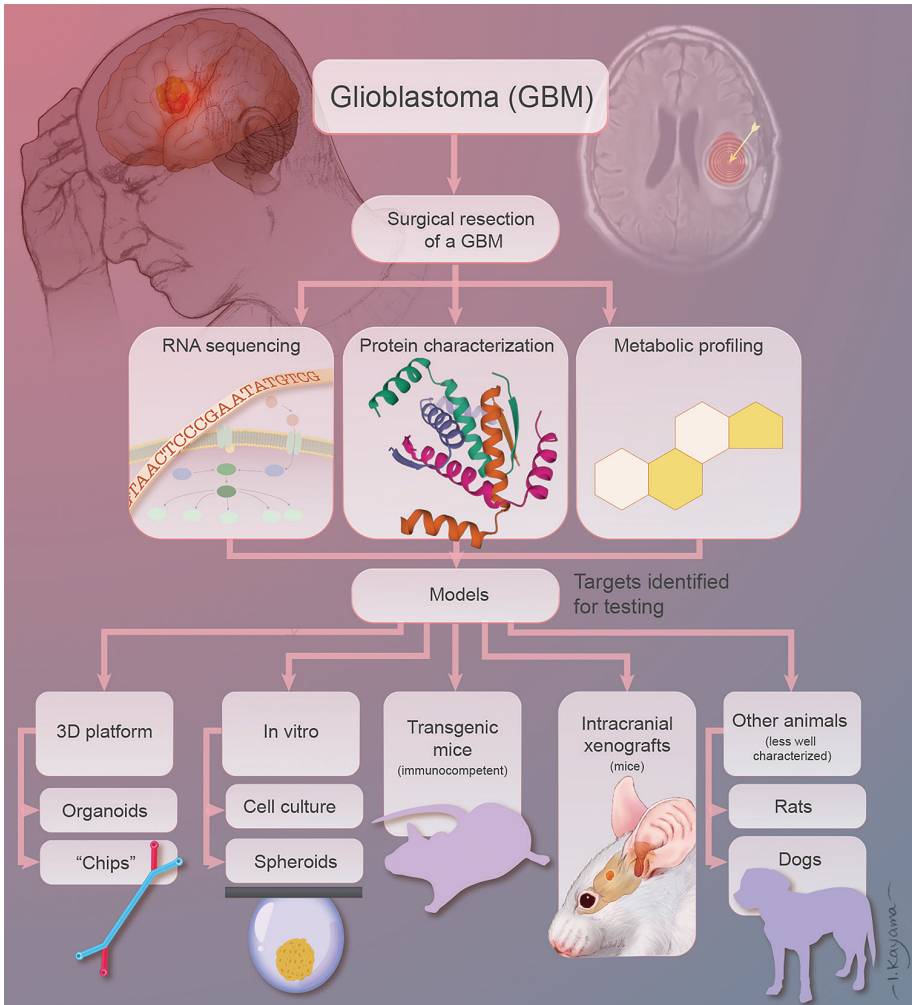 Glioblastoma (GBM)
Surgical resection
of a GBM
RNA sequencing
Protein characterization
Metabolic profiling
GTAACTCCCGAATATGTCG
Models
Targets identified
for testing
3D platform
Organoids
“Chips”
In vitro
Cell culture
Spheroids
Transgenic
mice
(immunocompetent)
Intracranial
xenografts
(mice)
Other animals
(less well
characterized)
Rats
Dogs
I. Kayama